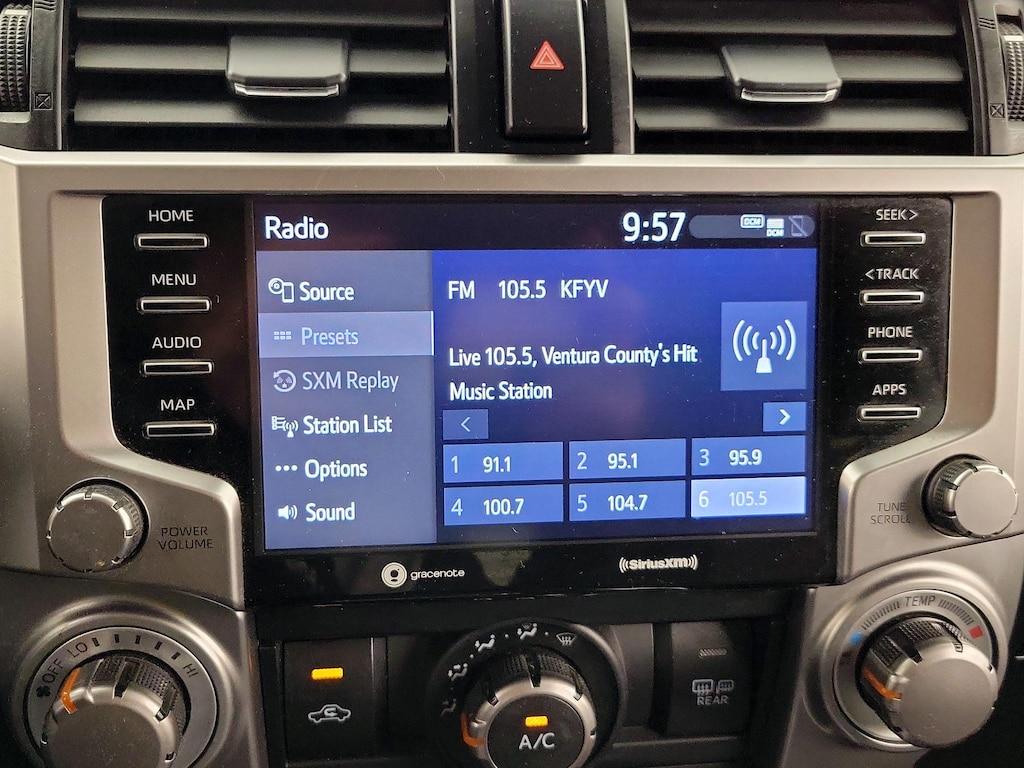 HOME
MENU
AUDIO
MAP
POWER
VOLUME
Radio
9:57
DCM
DCM
Source
Presets
SXM Replay
Station List
Options
Sound
FM 105.5 KFYV
Live 105.5, Ventura County's Hit
Music Station
<
>
1 91.1
2 95.1
3 95.9
4 100.7
5 104.7
6 105.5
SEEK >
< TRACK
PHONE
APPS
TUNE
SCROLL
gracenote
((SiriusXM))
OFF LO HI
A/C
REAR
TEMP